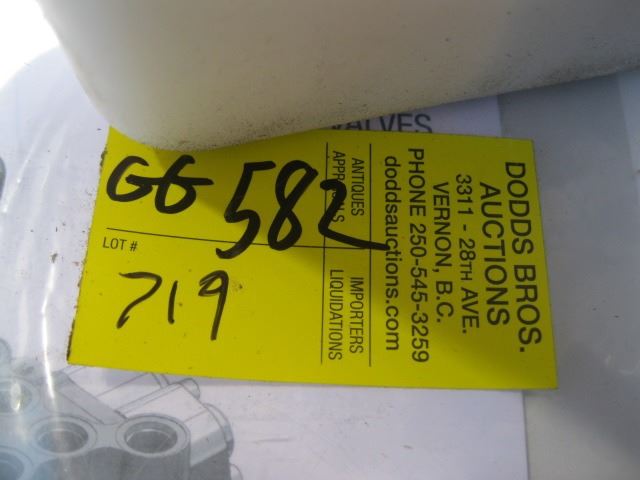 VALVES
GG 582
LOT #
719
ANTIQUES
APPRAISALS
IMPORTERS
LIQUIDATIONS
DODDS BROS.
AUCTIONS
3311 - 28TH AVE.
VERNON, B.C.
PHONE 250-545-3259
doddsauctions.com